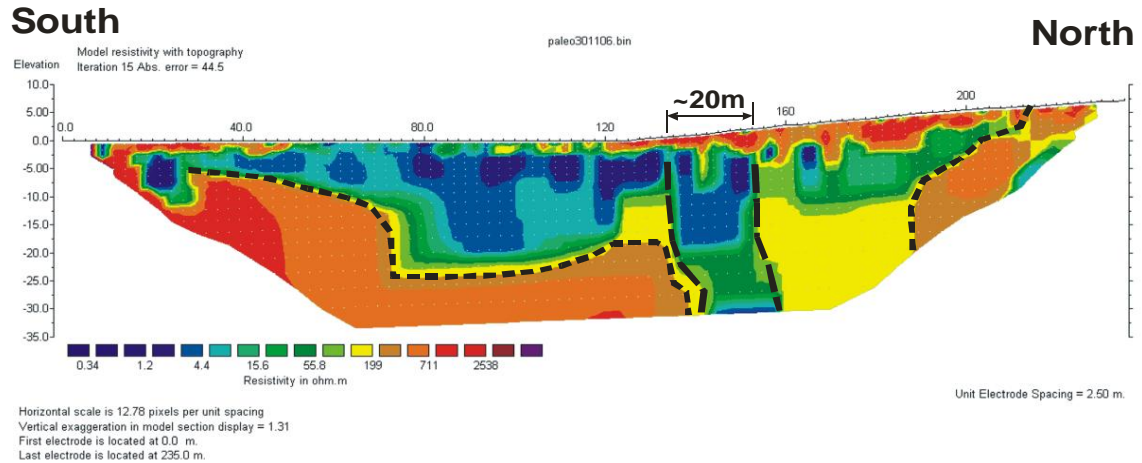 South
North
Model resistivity with topography
paleo301106.bin
Elevation
Iteration 15 Abs. error = 44.5
10.0
5.00
0.0
-5.0
-10.0
-15.0
-20.0
-25.0
-30.0
-35.0
0.0 40.0 80.0 120 160 200
~20m
0.34 1.2 4.4 15.6 55.8 199 711 2538
Resistivity in ohm.m
Unit Electrode Spacing = 2.50 m.
Horizontal scale is 12.78 pixels per unit spacing
Vertical exaggeration in model section display = 1.31
First electrode is located at 0.0 m.
Last electrode is located at 235.0 m.